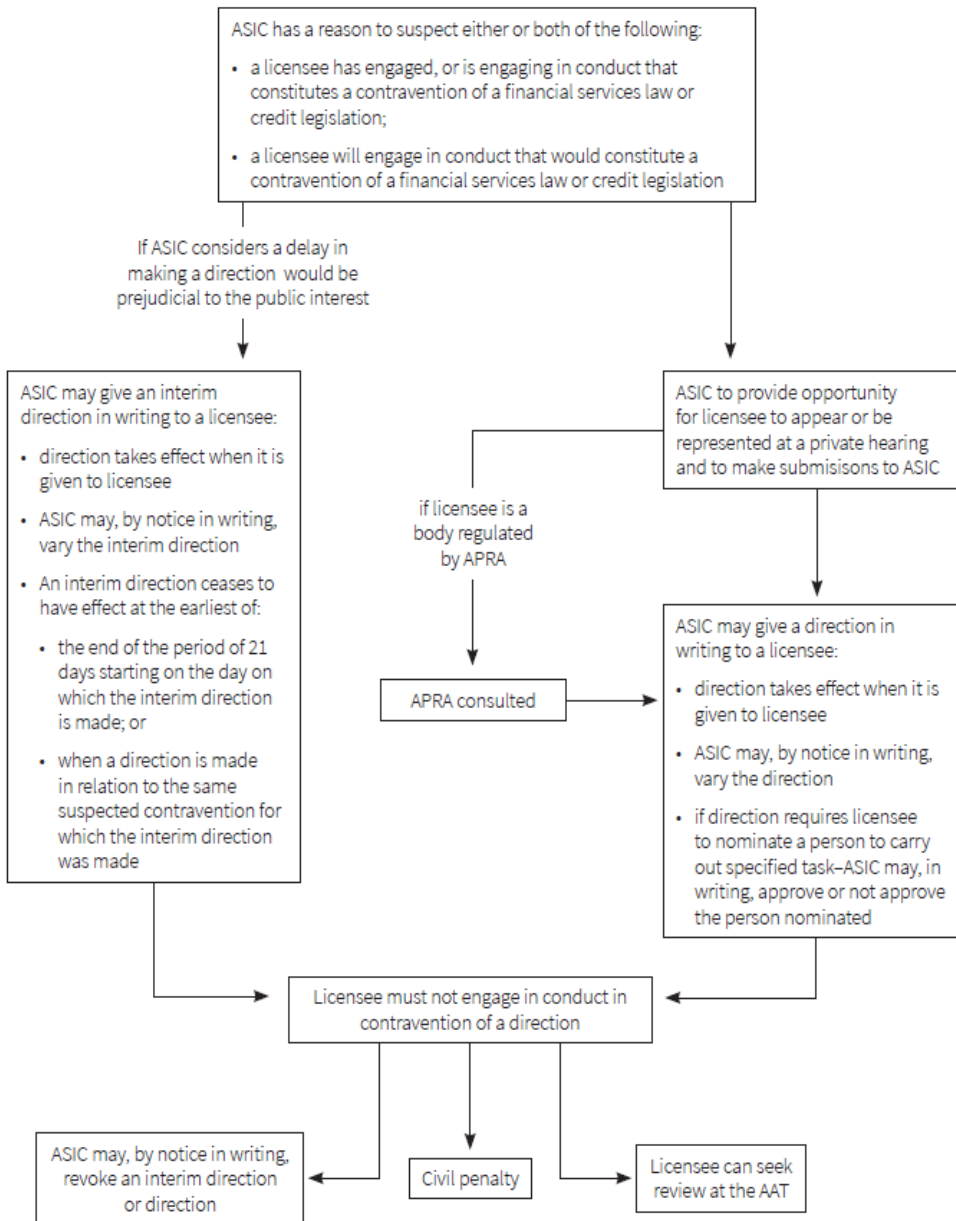 ASIC has a reason to suspect either or both of the following:
• a licensee has engaged, or is engaging in conduct that
constitutes a contravention of a financial services law or
credit legislation;
• a licensee will engage in conduct that would constitute a
contravention of a financial services law or credit legislation
If ASIC considers a delay in
making a direction would be
prejudicial to the public interest
ASIC may give an interim
direction in writing to a licensee:
• direction takes effect when it is
given to licensee
• ASIC may, by notice in writing,
vary the interim direction
• An interim direction ceases to
have effect at the earliest of:
• the end of the period of 21
days starting on the day on
which the interim direction
is made; or
• when a direction is made
in relation to the same
suspected contravention for
which the interim direction
was made
ASIC to provide opportunity
for licensee to appear or be
represented at a private hearing
and to make submisisons to ASIC
if licensee is a
body regulated
by APRA
APRA consulted
ASIC may give a direction in
writing to a licensee:
• direction takes effect when it is
given to licensee
• ASIC may, by notice in writing,
vary the direction
• if direction requires licensee
to nominate a person to carry
out specified task–ASIC may, in
writing, approve or not approve
the person nominated
Licensee must not engage in conduct in
contravention of a direction
ASIC may, by notice in writing,
revoke an interim direction
or direction
Civil penalty
Licensee can seek
review at the AAT